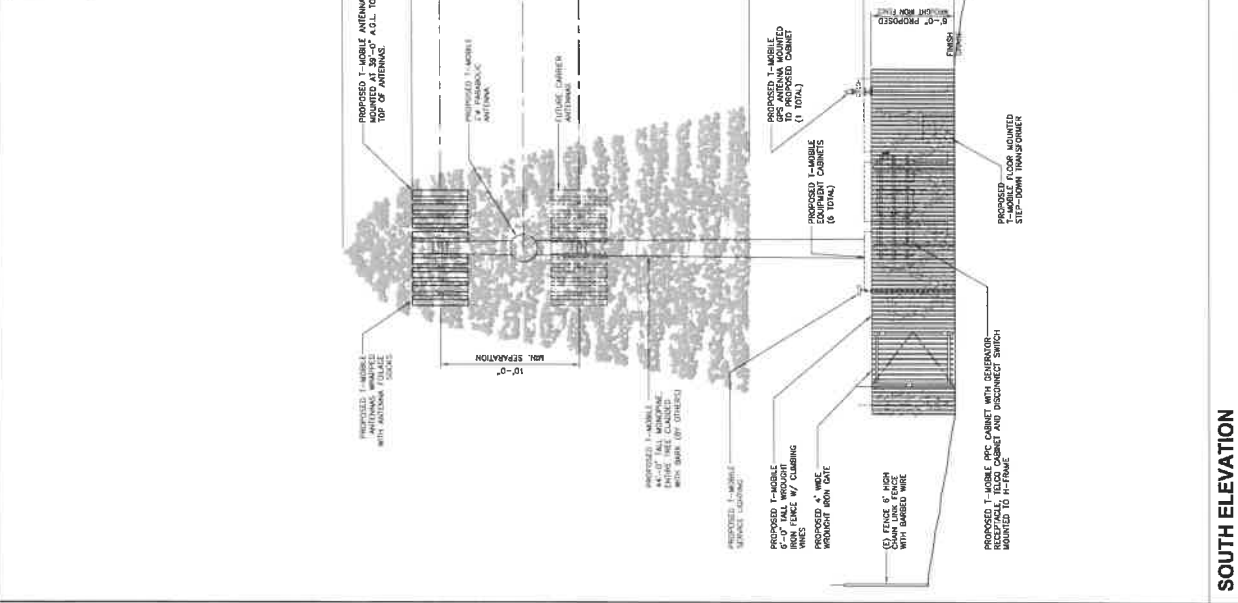 PROPOSED T-MOBILE ANTENNA
MOUNTED AT 39'-0" A.G.L. TO
TOP OF ANTENNAS.
PROPOSED T-MOBILE
2'ø PARABOLIC
ANTENNA
FUTURE CARRIER
ANTENNAS
PROPOSED T-MOBILE
ANTENNAS WRAPPED
WITH ANTENNA FOLIAGE
SOCKS
10'-0"
MIN. SEPARATION
PROPOSED T-MOBILE
44'-0" TALL MONOPINE,
ENTIRE TREE CLADDED
WITH BARK (BY OTHERS)
PROPOSED T-MOBILE
SERVICE LIGHTING
PROPOSED T-MOBILE
GPS ANTENNA MOUNTED
TO PROPOSED CABINET
(1 TOTAL)
PROPOSED T-MOBILE
EQUIPMENT CABINETS
(6 TOTAL)
6'-0" PROPOSED
WROUGHT IRON FENCE
FINISH
GRADE
PROPOSED T-MOBILE
6'-0" TALL WROUGHT
IRON FENCE W/ CLIMBING
VINES
PROPOSED 4' WIDE
WROUGHT IRON GATE
(E) FENCE 6' HIGH
CHAIN LINK FENCE
WITH BARBED WIRE
PROPOSED
T-MOBILE FLOOR MOUNTED
STEP-DOWN TRANSFORMER
PROPOSED T-MOBILE PPC CABINET WITH GENERATOR
RECEPTACLE, TELCO CABINET AND DISCONNECT SWITCH
MOUNTED TO H-FRAME
SOUTH ELEVATION